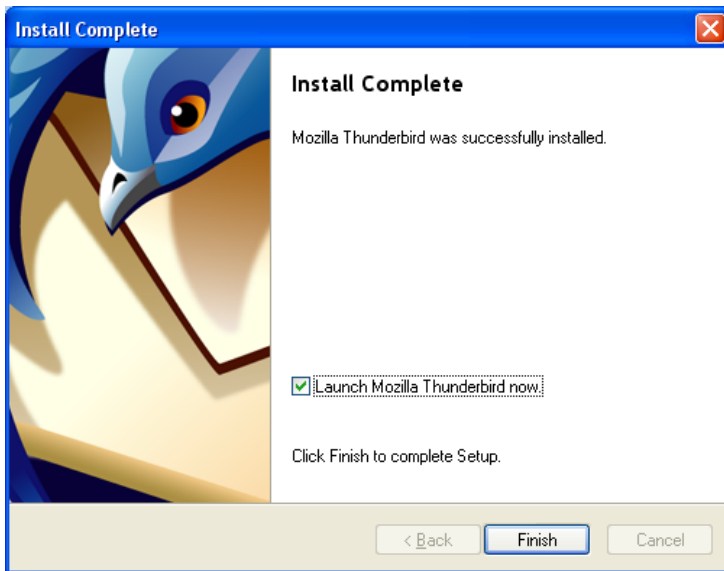 Install Complete
Install Complete
Mozilla Thunderbird was successfully installed.
Launch Mozilla Thunderbird now.
Click Finish to complete Setup.
< Back Finish Cancel